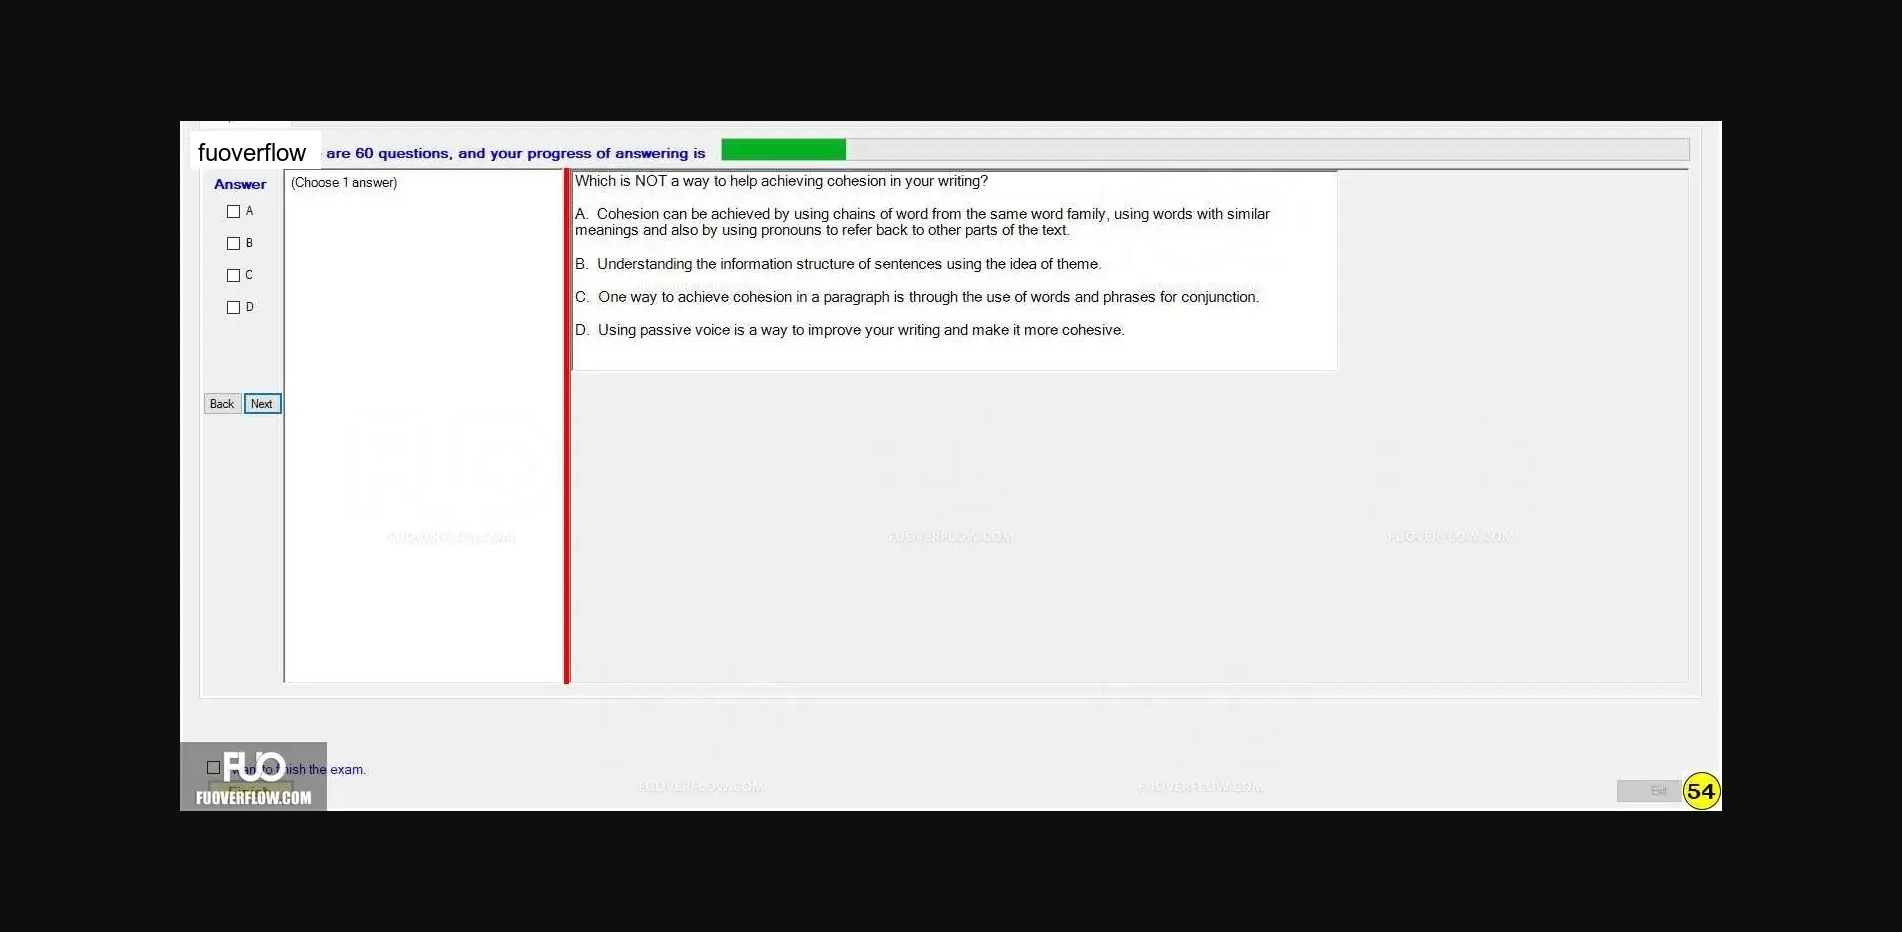 fuoverflow are 60 questions, and your progress of answering is
Answer
(Choose 1 answer)
A
B
C
D
Back Next
Which is NOT a way to help achieving cohesion in your writing?
A. Cohesion can be achieved by using chains of word from the same word family, using words with similar
meanings and also by using pronouns to refer back to other parts of the text.
B. Understanding the information structure of sentences using the idea of theme.
C. One way to achieve cohesion in a paragraph is through the use of words and phrases for conjunction.
D. Using passive voice is a way to improve your writing and make it more cohesive.
FUOVERFLOW.COM FUOVERFLOW.COM FUOVERFLOW.COM
FUO
the exam.
FUOVERFLOW.COM
FUOVERFLOW.COM FUOVERFLOW.COM
Exit
54